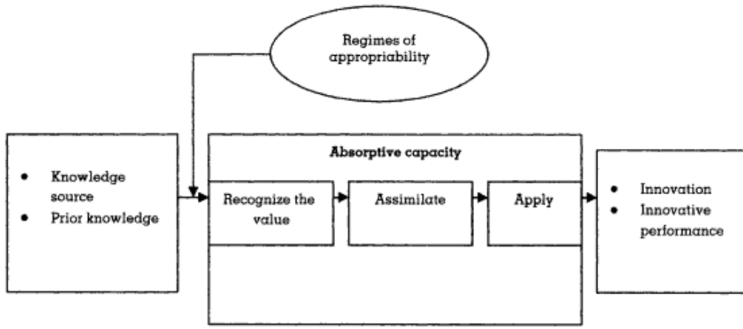 Regimes of
appropriability
• Knowledge
source
• Prior knowledge
Absorptive capacity
Recognize the
value
Assimilate
Apply
• Innovation
• Innovative
performance